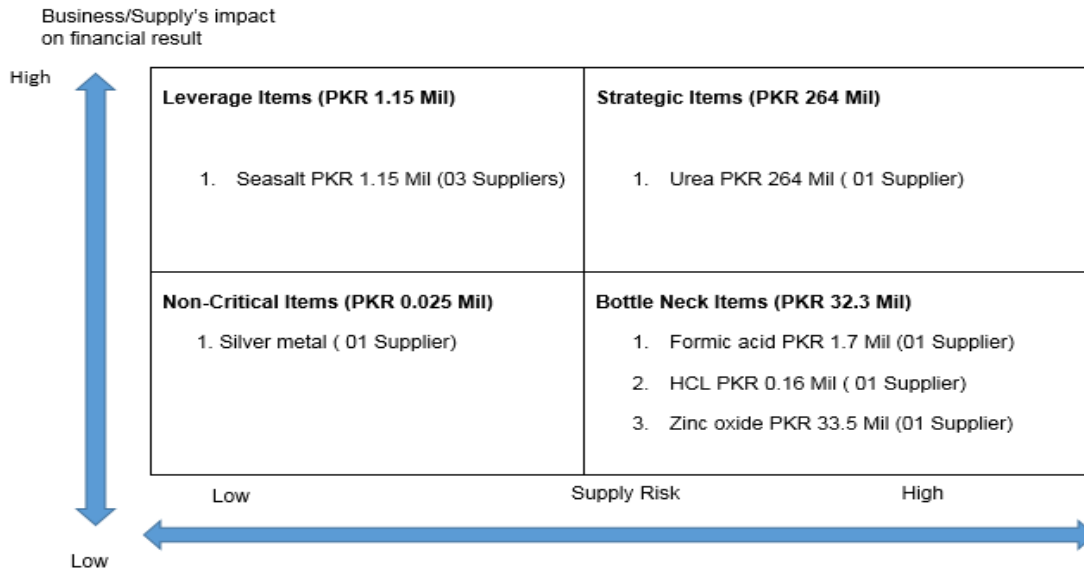 Business/Supply's impact
on financial result
High
Leverage Items (PKR 1.15 Mil)
1. Seasalt PKR 1.15 Mil (03 Suppliers)
Strategic Items (PKR 264 Mil)
1. Urea PKR 264 Mil ( 01 Supplier)
Non-Critical Items (PKR 0.025 Mil)
1. Silver metal ( 01 Supplier)
Bottle Neck Items (PKR 32.3 Mil)
1. Formic acid PKR 1.7 Mil (01 Supplier)
2. HCL PKR 0.16 Mil ( 01 Supplier)
3. Zinc oxide PKR 33.5 Mil (01 Supplier)
Low
Supply Risk
High
Low